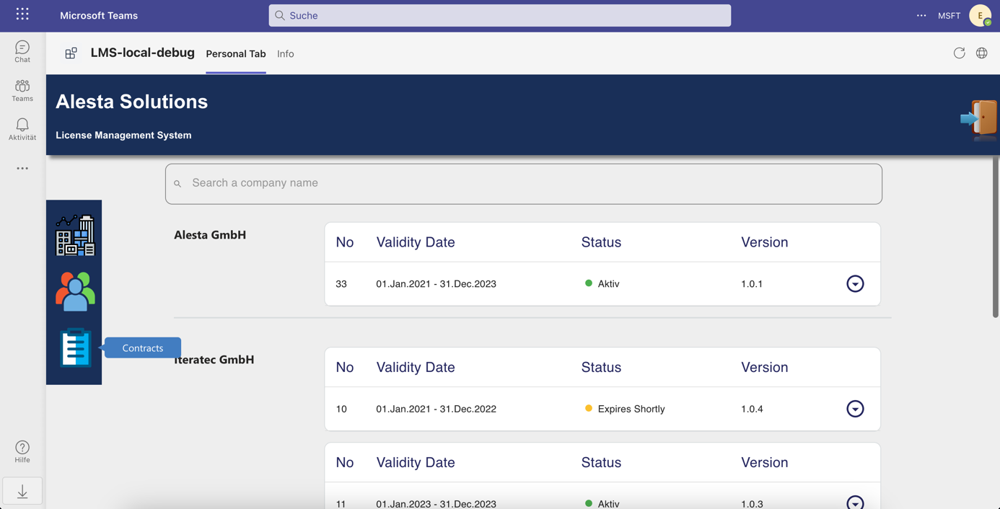 Microsoft Teams
Suche
MSFT
E
Chat
Teams
Aktivität
Hilfe
LMS-local-debug
Personal Tab
Info
Alesta Solutions
License Management System
Search a company name
Contracts
Alesta GmbH
No Validity Date Status Version
33 01.Jan.2021 - 31.Dec.2023 Aktiv 1.0.1
Iteratec GmbH
No Validity Date Status Version
10 01.Jan.2021 - 31.Dec.2022 Expires Shortly 1.0.4
No Validity Date Status Version
11 01.Jan.2023 - 31.Dec.2023 Aktiv 1.0.3